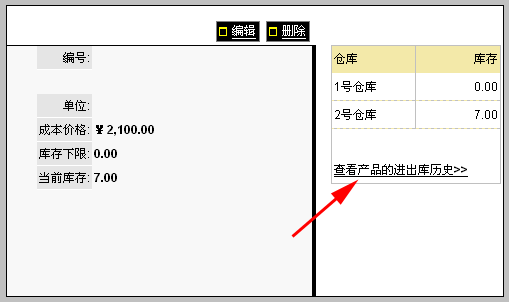 编辑 删除
编号:
单位:
成本价格: ¥ 2,100.00
库存下限: 0.00
当前库存: 7.00
仓库 库存
1号仓库 0.00
2号仓库 7.00
查看产品的进出库历史>>